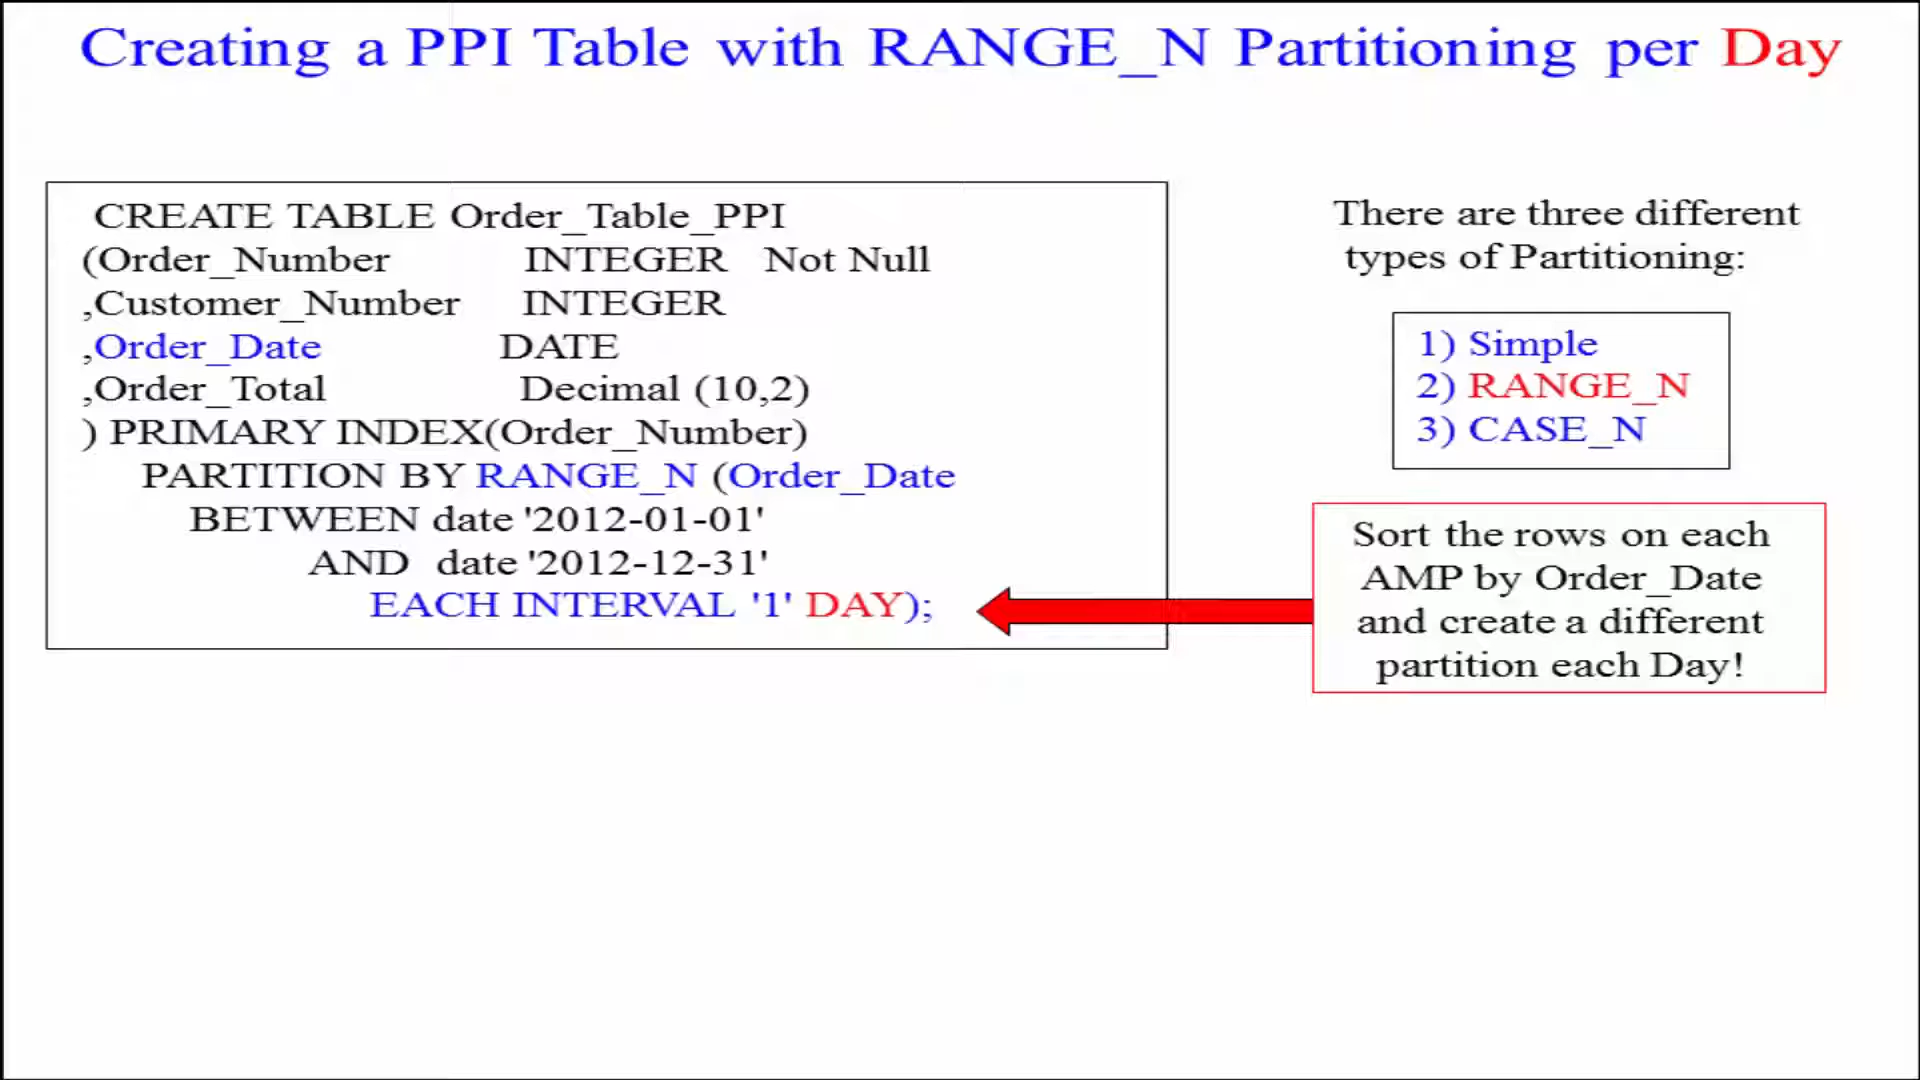 Creating a PPI Table with RANGE_N Partitioning per Day
CREATE TABLE Order_Table_PPI
(Order_Number INTEGER Not Null
,Customer_Number INTEGER
,Order_Date DATE
,Order_Total Decimal (10,2)
) PRIMARY INDEX(Order_Number)
PARTITION BY RANGE_N (Order_Date
BETWEEN date '2012-01-01'
AND date '2012-12-31'
EACH INTERVAL '1' DAY);
There are three different
types of Partitioning:
1) Simple
2) RANGE_N
3) CASE_N
Sort the rows on each
AMP by Order_Date
and create a different
partition each Day!